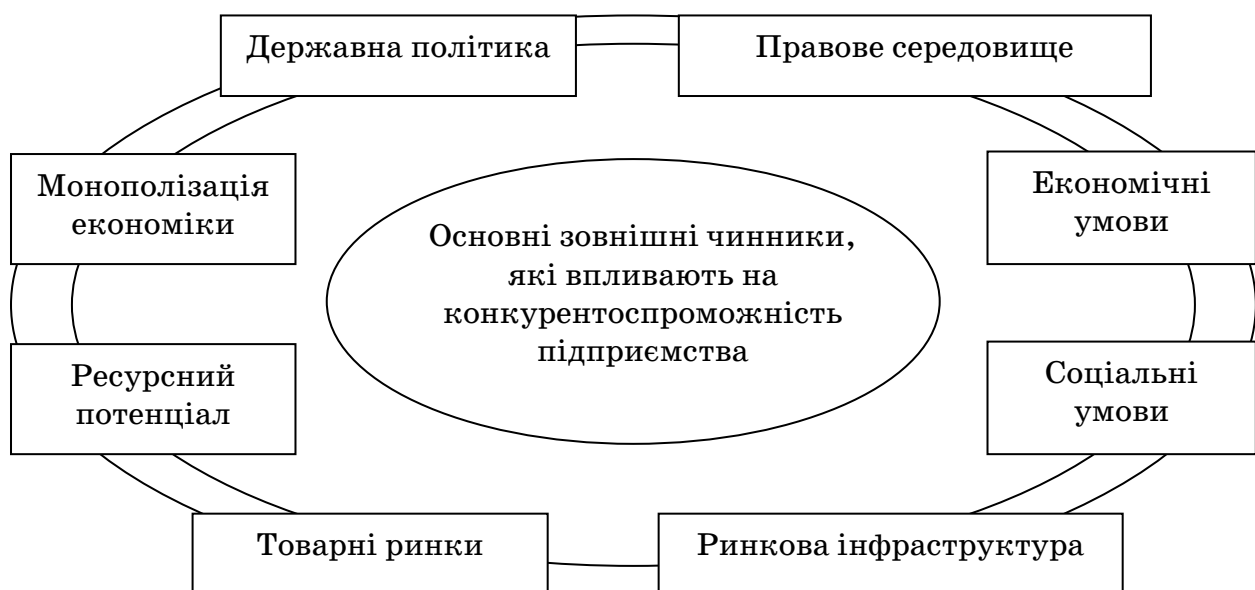 Державна політика
Правове середовище
Монополізація
економіки
Економічні
умови
Основні зовнішні чинники,
які впливають на
конкурентоспроможність
підприємства
Ресурсний
потенціал
Соціальні
умови
Товарні ринки
Ринкова інфраструктура